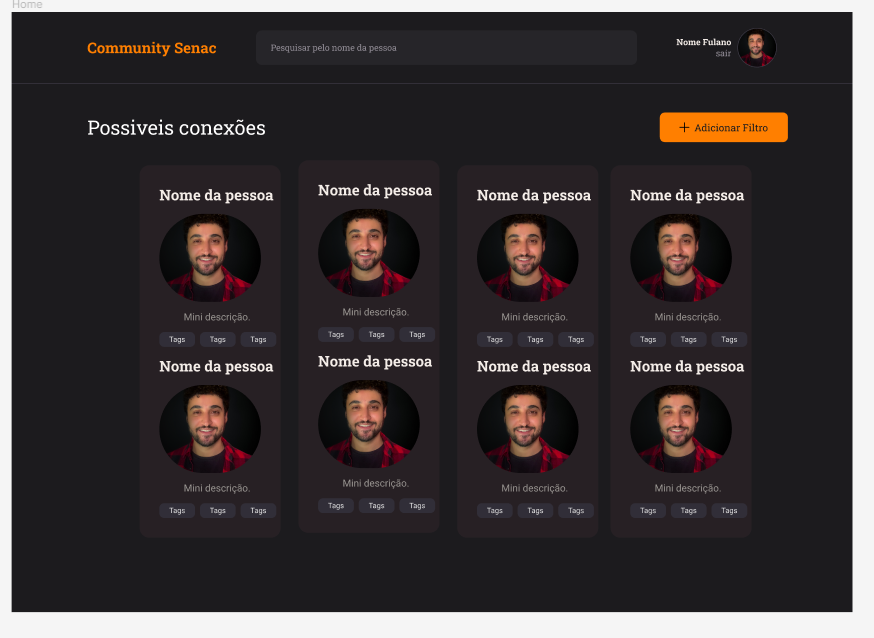 Home
Community Senac
Pesquisar pelo nome da pessoa
Nome Fulano
sair
Possiveis conexões
+ Adicionar Filtro
Nome da pessoa
Mini descrição.
Tags Tags Tags
Nome da pessoa
Mini descrição.
Tags Tags Tags
Nome da pessoa
Mini descrição.
Tags Tags Tags
Nome da pessoa
Mini descrição.
Tags Tags Tags
Nome da pessoa
Mini descrição.
Tags Tags Tags
Nome da pessoa
Mini descrição.
Tags Tags Tags
Nome da pessoa
Mini descrição.
Tags Tags Tags
Nome da pessoa
Mini descrição.
Tags Tags Tags